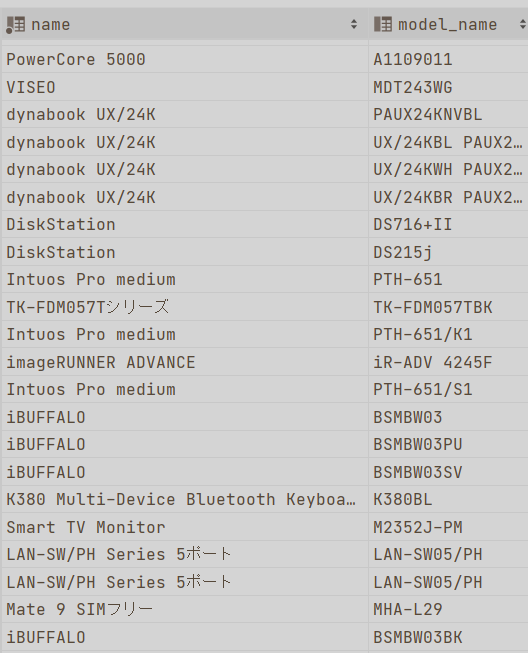 name model_name
PowerCore 5000 A1109011
VISEO MDT243WG
dynabook UX/24K PAUX24KNVBL
dynabook UX/24K UX/24KBL PAUX2…
dynabook UX/24K UX/24KWH PAUX2…
dynabook UX/24K UX/24KBR PAUX2…
DiskStation DS716+II
DiskStation DS215j
Intuos Pro medium PTH-651
TK-FDM057Tシリーズ TK-FDM057TBK
Intuos Pro medium PTH-651/K1
imageRUNNER ADVANCE iR-ADV 4245F
Intuos Pro medium PTH-651/S1
iBUFFALO BSMBW03
iBUFFALO BSMBW03PU
iBUFFALO BSMBW03SV
K380 Multi-Device Bluetooth Keyboa… K380BL
Smart TV Monitor M2352J-PM
LAN-SW/PH Series 5ポート LAN-SW05/PH
LAN-SW/PH Series 5ポート LAN-SW05/PH
Mate 9 SIMフリー MHA-L29
iBUFFALO BSMBW03BK